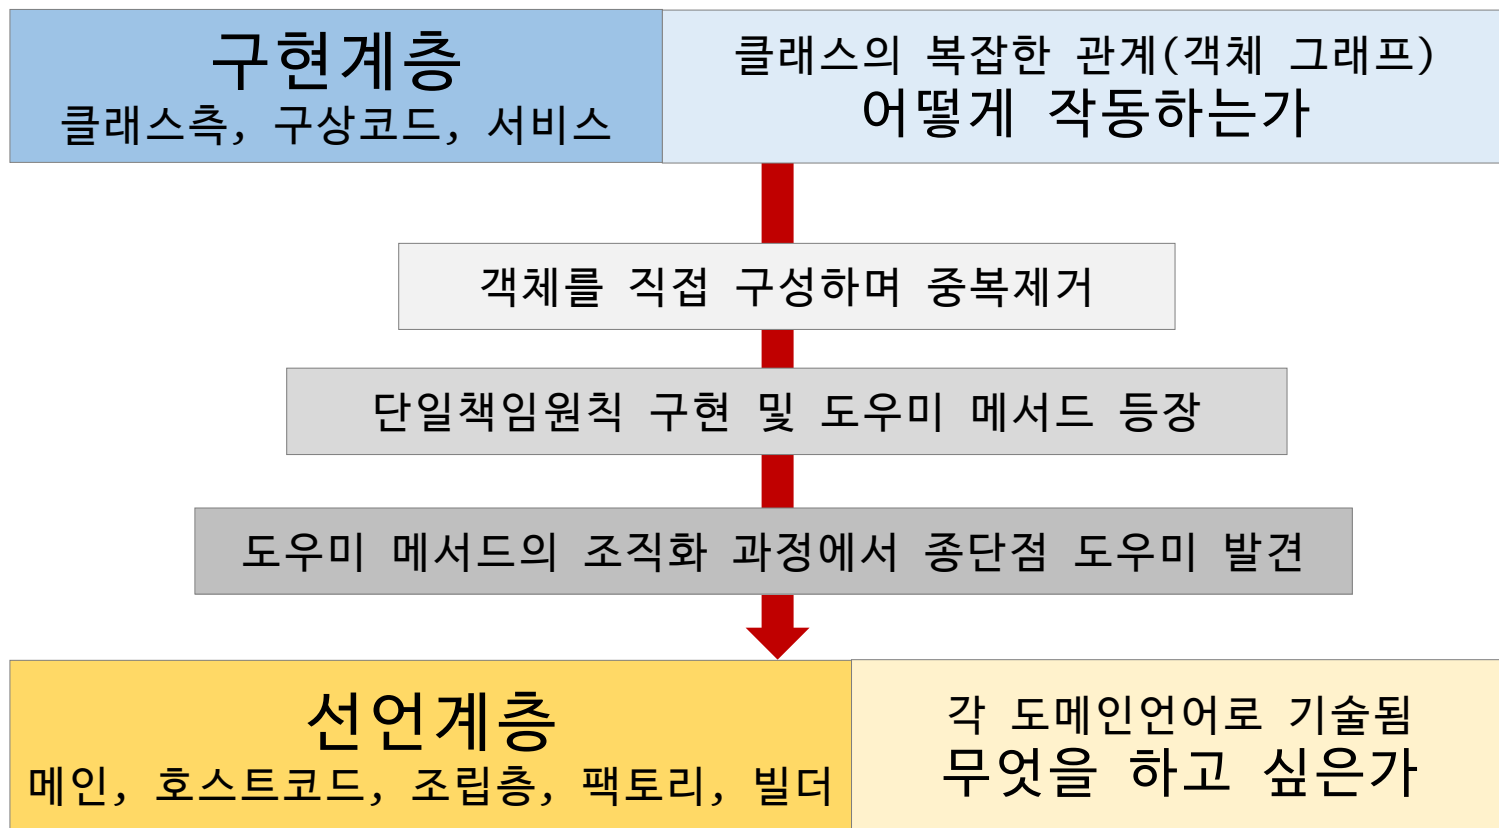 구현계층
클래스측, 구상코드, 서비스
클래스의 복잡한 관계(객체 그래프)
어떻게 작동하는가
객체를 직접 구성하며 중복제거
단일책임원칙 구현 및 도우미 메서드 등장
도우미 메서드의 조직화 과정에서 종단점 도우미 발견
선언계층
메인, 호스트코드, 조립층, 팩토리, 빌더
각 도메인언어로 기술됨
무엇을 하고 싶은가